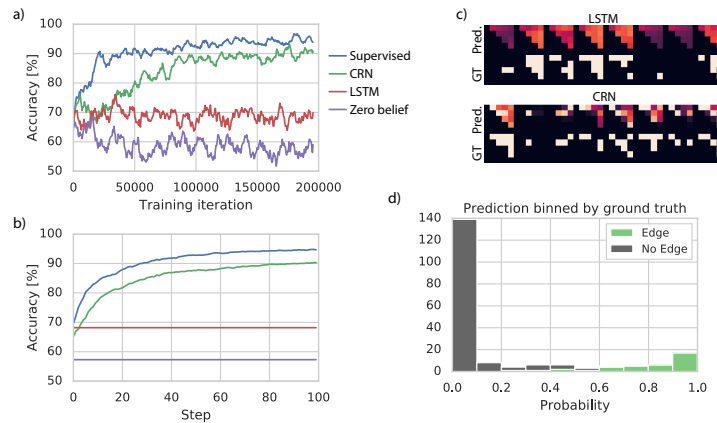 a)
100
90
80
70
60
50
Accuracy [%]
0 50000 100000 150000 200000
Training iteration
Supervised
CRN
LSTM
Zero belief
b)
100
90
80
70
60
50
Accuracy [%]
0 20 40 60 80 100
Step
c)
LSTM
Pred.
GT
CRN
Pred.
GT
d)
Prediction binned by ground truth
140
120
100
80
60
40
20
0
Edge
No Edge
0.0 0.2 0.4 0.6 0.8 1.0
Probability